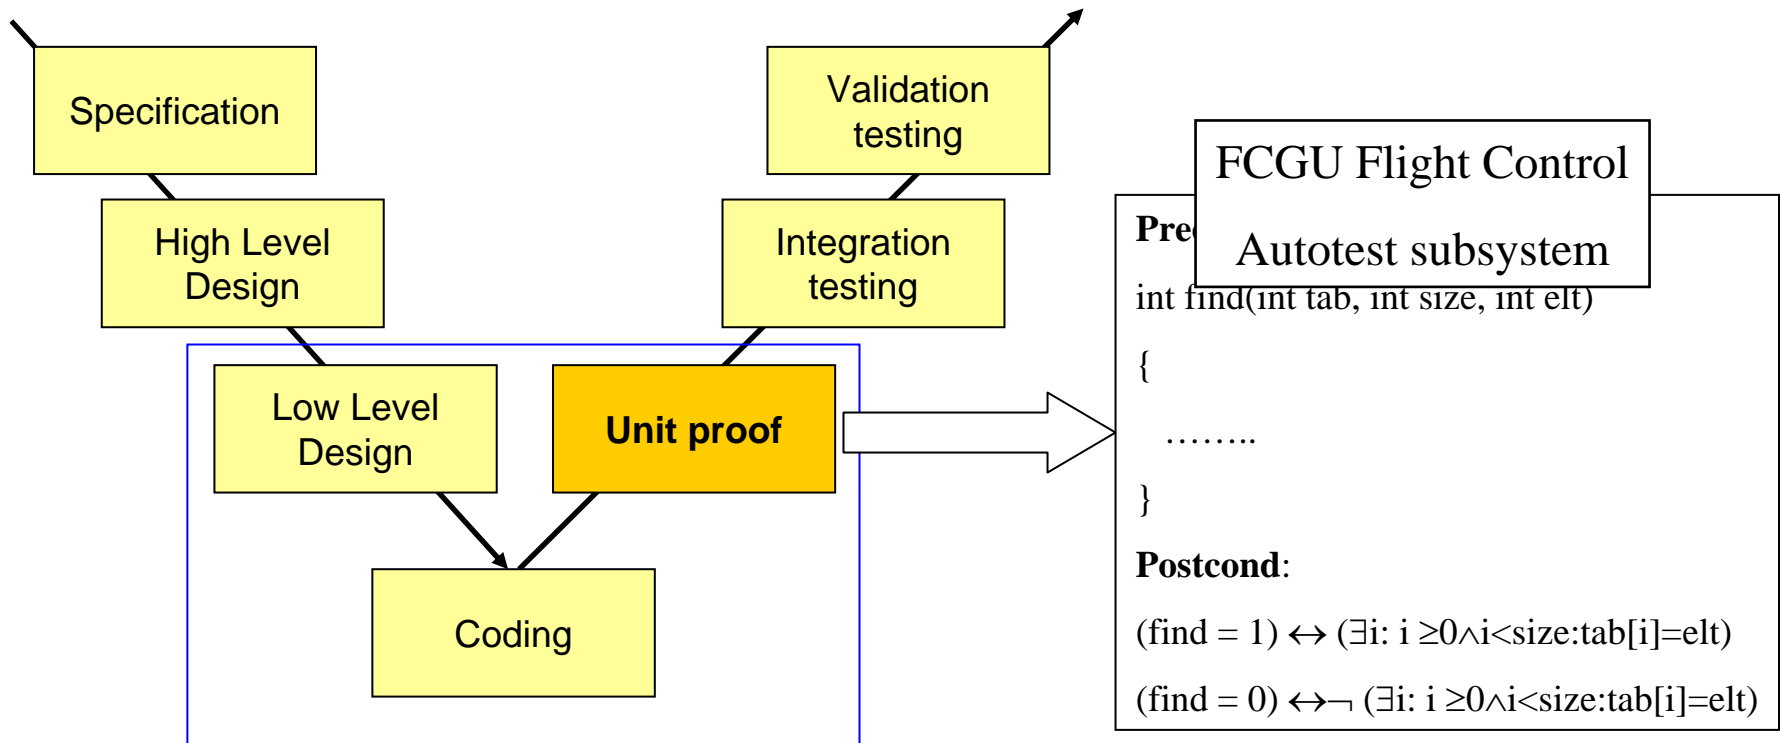 Specification
High Level
Design
Low Level
Design
Coding
Unit proof
Integration
testing
Validation
testing
FCGU Flight Control
Autotest subsystem
int find(int tab, int size, int elt)
{
……..
}
Postcond:
(find = 1) ↔ (∃i: i ≥0∧i<size:tab[i]=elt)
(find = 0) ↔¬ (∃i: i ≥0∧i<size:tab[i]=elt)